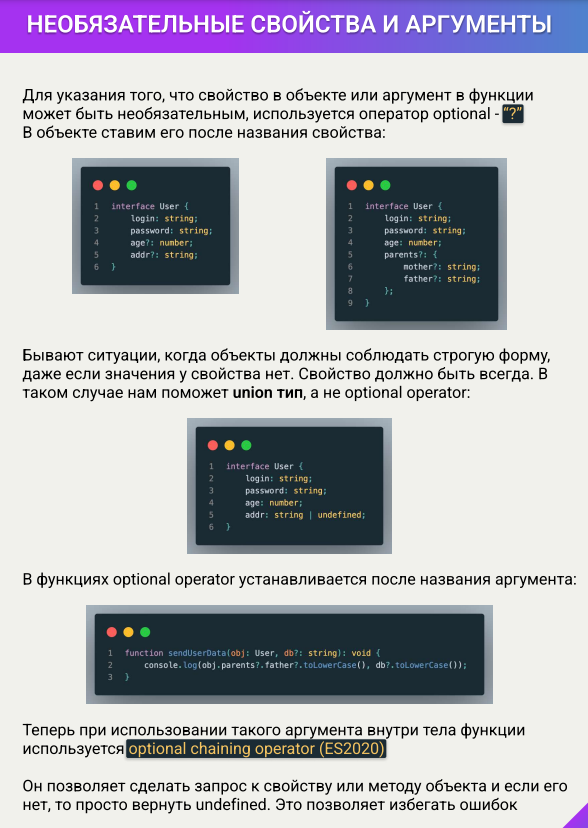 НЕОБЯЗАТЕЛЬНЫЕ СВОЙСТВА И АРГУМЕНТЫ
Для указания того, что свойство в объекте или аргумент в функции
может быть необязательным, используется оператор optional - "?"
В объекте ставим его после названия свойства:
1 interface User {
2 login: string;
3 password: string;
4 age?: number;
5 addr?: string;
6 }
1 interface User {
2 login: string;
3 password: string;
4 age: number;
5 parents?: {
6 mother?: string;
7 father?: string;
8 };
9 }
Бывают ситуации, когда объекты должны соблюдать строгую форму,
даже если значения у свойства нет. Свойство должно быть всегда. В
таком случае нам поможет union тип, а не optional operator:
1 interface User {
2 login: string;
3 password: string;
4 age: number;
5 addr: string | undefined;
6 }
В функциях optional operator устанавливается после названия аргумента:
1 function sendUserData(obj: User, db?: string): void {
2 console.log(obj.parents?.father?.toLowerCase(), db?.toLowerCase());
3 }
Теперь при использовании такого аргумента внутри тела функции
используется optional chaining operator (ES2020)
Он позволяет сделать запрос к свойству или методу объекта и если его
нет, то просто вернуть undefined. Это позволяет избегать ошибок